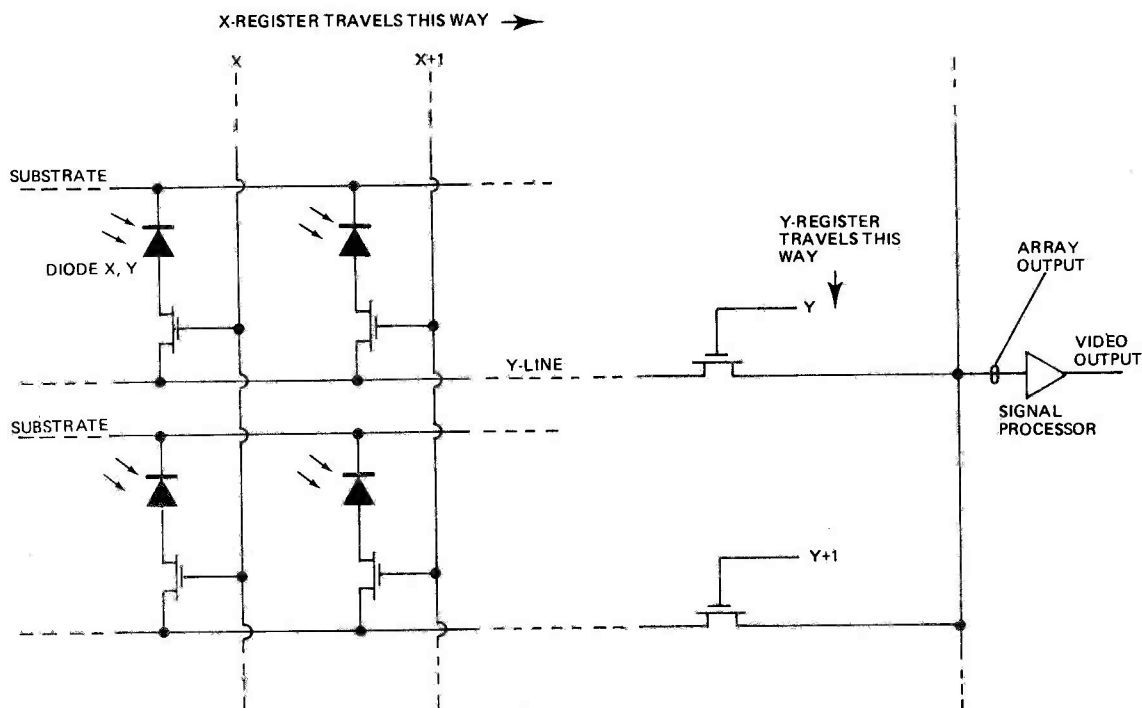 X-REGISTER TRAVELS THIS WAY
X
X+1
SUBSTRATE
DIODE X, Y
Y-REGISTER
TRAVELS THIS
WAY
Y
ARRAY
OUTPUT
VIDEO
OUTPUT
Y-LINE
SIGNAL
PROCESSOR
SUBSTRATE
Y+1